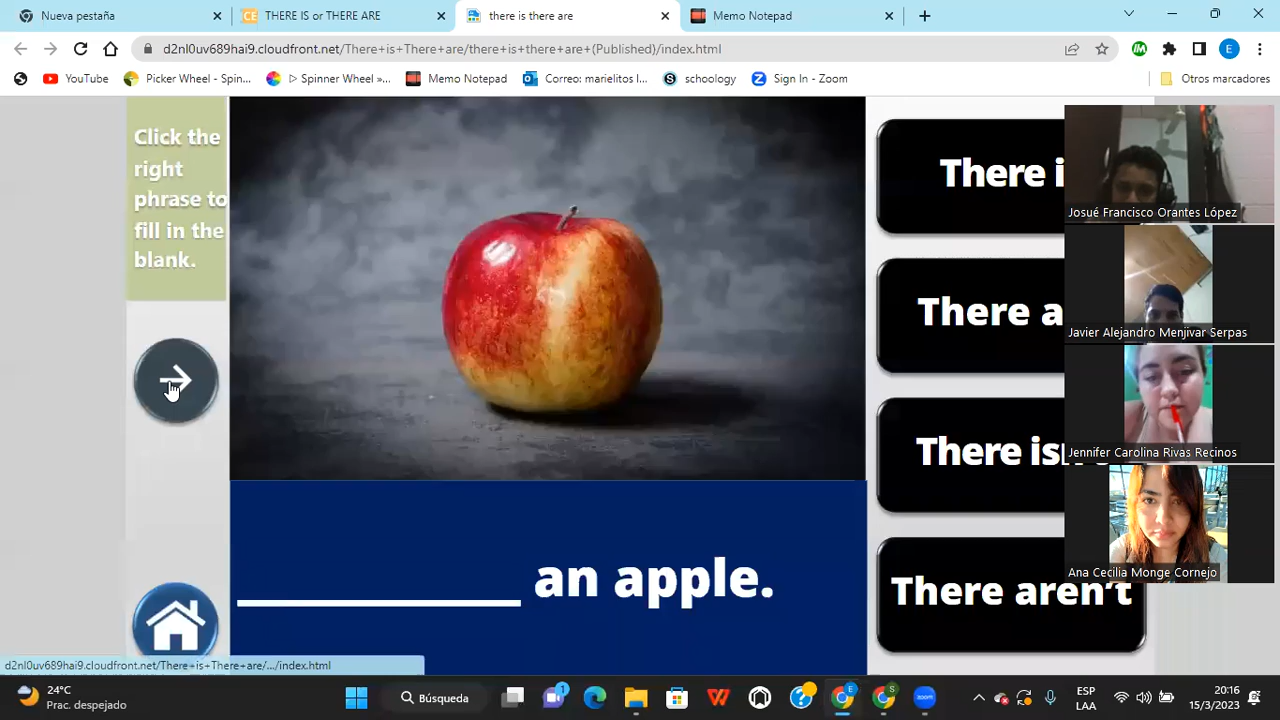 Nueva pestaña
THERE IS or THERE ARE
there is there are
Memo Notepad
d2nl0uv689hai9.cloudfront.net/There+is+There+are/there+is+there+are+(Published)/index.html
YouTube
Picker Wheel - Spin...
Spinner Wheel »...
Memo Notepad
Correo: marielitos l...
schoology
Sign In - Zoom
Otros marcadores
Click the
right
phrase to
fill in the
blank.
There i
There a
There isn
There aren't
an apple.
Josué Francisco Orantes López
Javier Alejandro Menjivar Serpas
Jennifer Carolina Rivas Recinos
Ana Cecilia Monge Cornejo
d2nl0uv689hai9.cloudfront.net/There+is+There+are/.../index.html
24°C
Prac. despejado
Búsqueda
ESP
LAA
20:16
15/3/2023